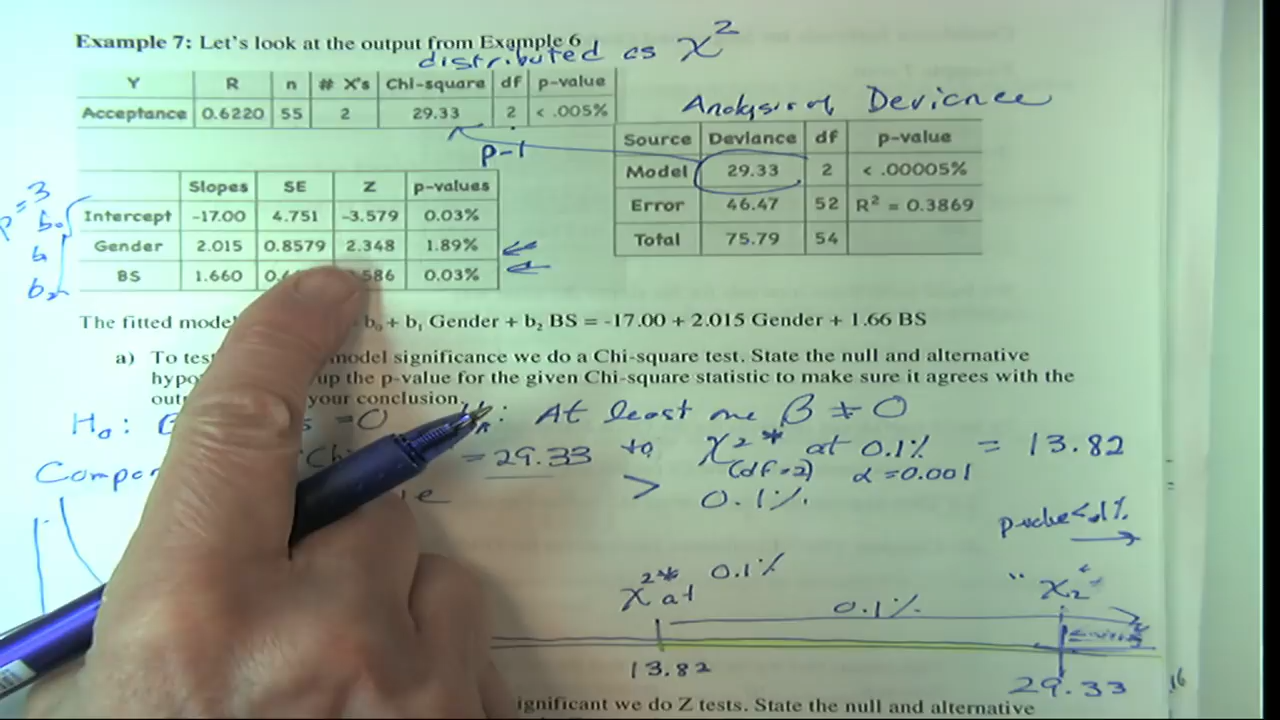 Example 7: Let's look at the output from Example 6
distributed as χ²
Y R n # X's Chi-square df p-value
Acceptance 0.6220 55 2 29.33 2 < .005%
Analysis of Deviance
Source Deviance df p-value
Model 29.33 2 < .00005%
Error 46.47 52 R² = 0.3869
Total 75.79 54
p-1
Slopes SE Z p-values
Intercept -17.00 4.751 -3.579 0.03%
Gender 2.015 0.8579 2.348 1.89%
BS 1.660 586 0.03%
p = 3
b₀
b₁
b₂
The fitted b₀ + b₁ Gender + b₂ BS = -17.00 + 2.015 Gender + 1.66 BS
a) To model significance we do a Chi-square test. State the null and alternative
up the p-value for the given Chi-square statistic to make sure it agrees with the
your conclusion.
H₀: = 0 Hₐ: At least one β ≠ 0
= 29.33 to χ²* at 0.1% = 13.82
(df=2) α = 0.001
> 0.1%
p-value < .1%
χ²* at 0.1%
0.1%
" χ² "
13.82
29.33
16
ignificant we do Z tests. State the null and alternative